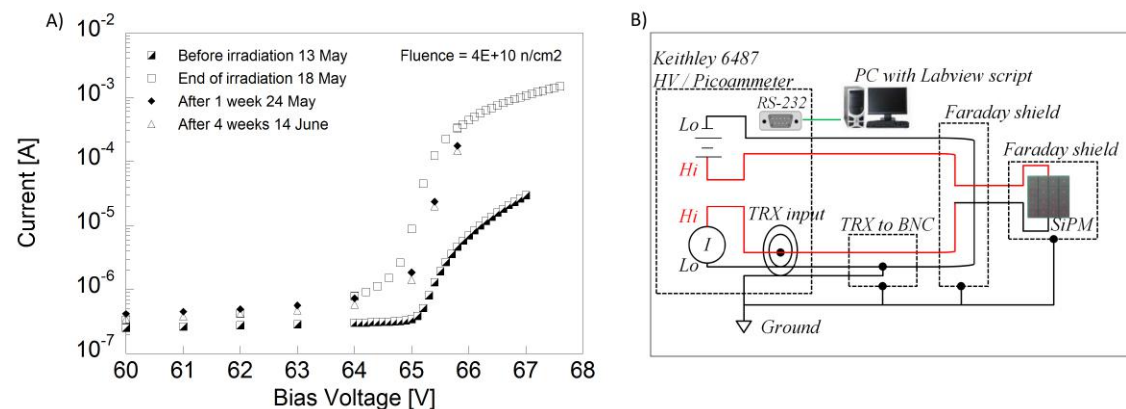 A)
Current [A]
10-2
10-3
10-4
10-5
10-6
10-7
Before irradiation 13 May
End of irradiation 18 May
After 1 week 24 May
After 4 weeks 14 June
Fluence = 4E+10 n/cm2
60 61 62 63 64 65 66 67 68
Bias Voltage [V]
B)
Keithley 6487
HV / Picoammeter
PC with Labview script
RS-232
Faraday shield
Faraday shield
Lo
Hi
Hi
TRX input
TRX to BNC
SiPM
I
Lo
Ground